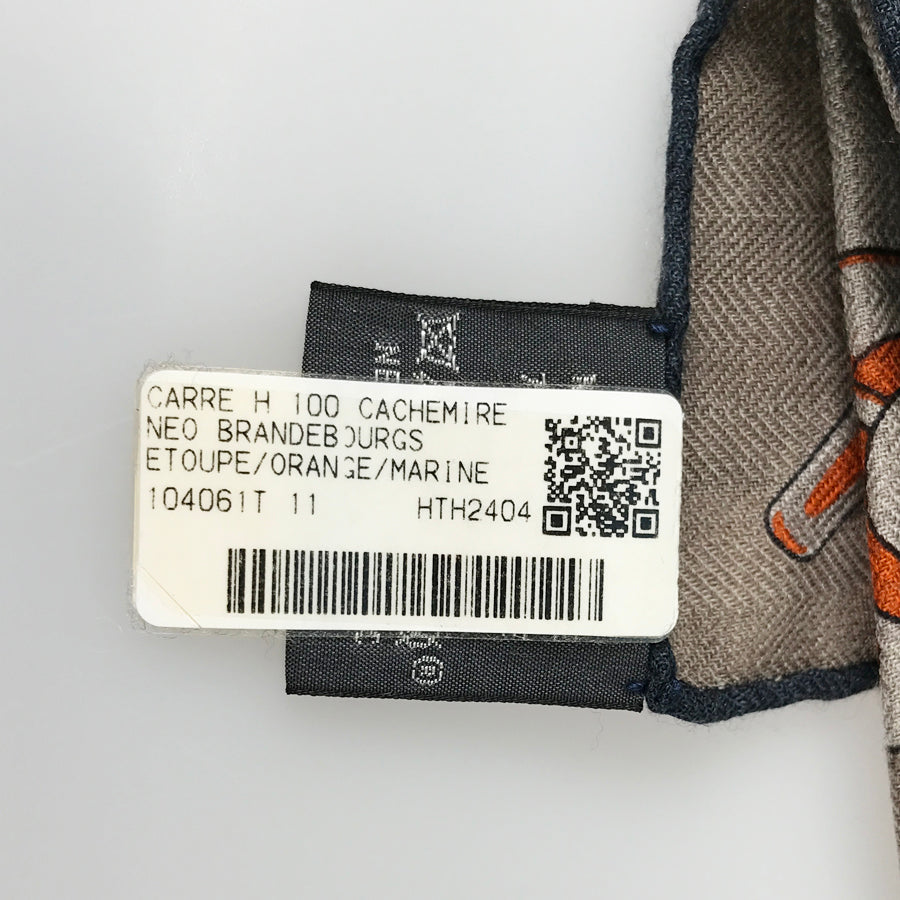 CARRE H 100 CACHEMIRE
NEO BRANDEBOURGS
ETOUPE/ORANGE/MARINE
104061T 11 HTH2404